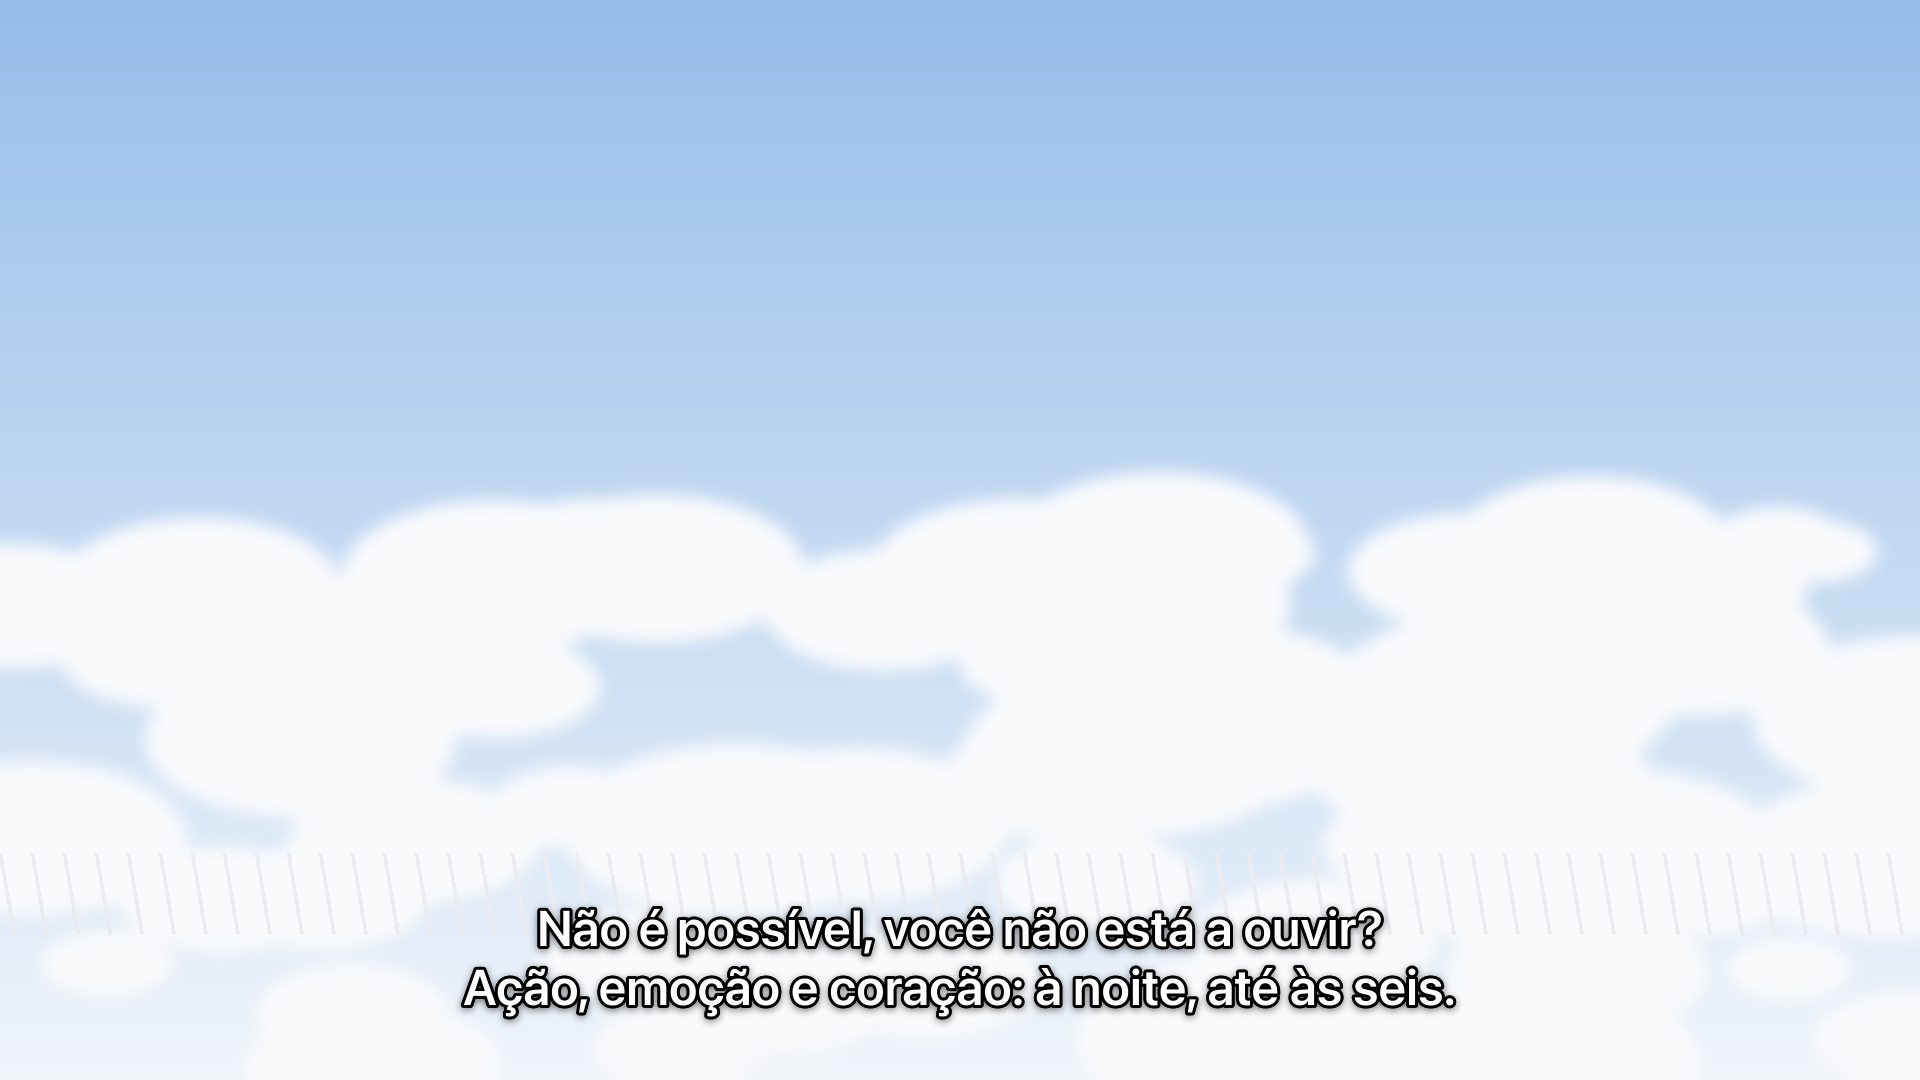 Não é possível, você não está a ouvir?
Ação, emoção e coração: à noite, até às seis.